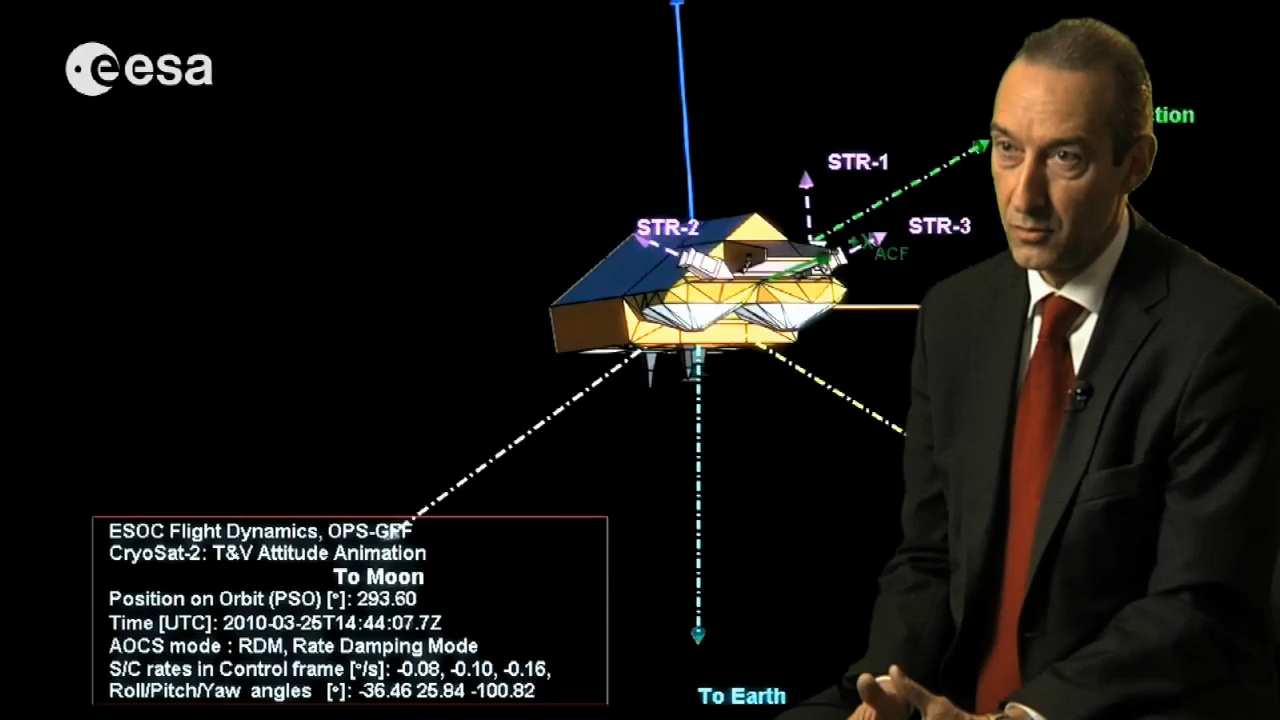 esa
ction
STR-1
STR-2
STR-3
+X
ACF
ESOC Flight Dynamics, OPS-GFF
CryoSat-2: T&V Attitude Animation
To Moon
Position on Orbit (PSO) [°]: 293.60
Time [UTC]: 2010-03-25T14:44:07.7Z
AOCS mode : RDM, Rate Damping Mode
S/C rates in Control frame [°/s]: -0.08, -0.10, -0.16,
Roll/Pitch/Yaw angles [°]: -36.46 25.84 -100.82
To Earth